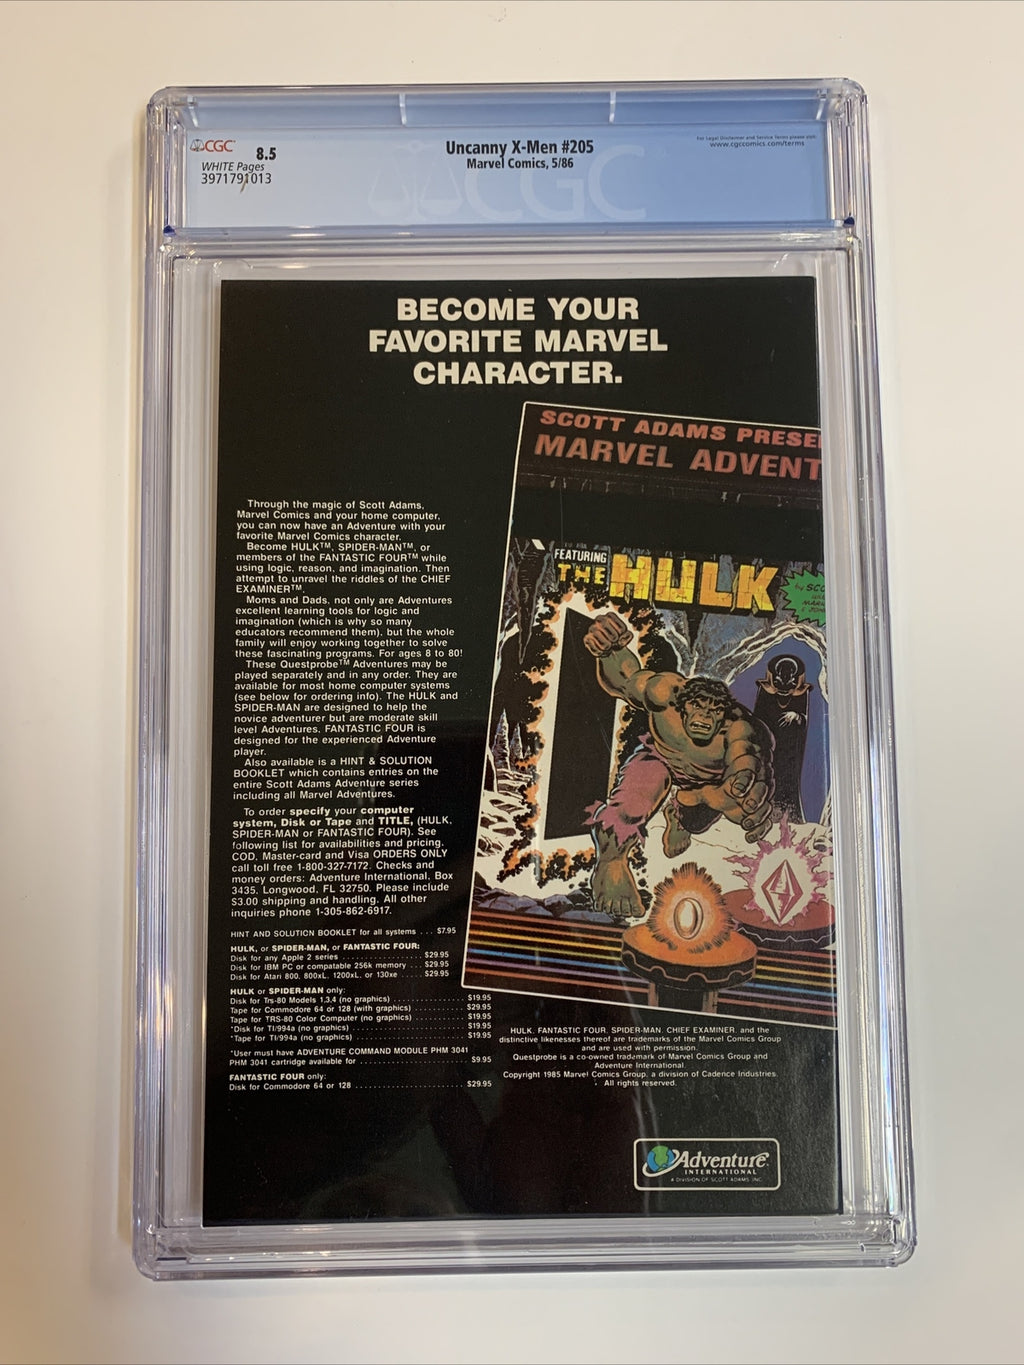 CGC
8.5
WHITE Pages
3971791013
Uncanny X-Men #205
Marvel Comics, 5/86
For Legal Disclaimer and Service Terms please visit:
www.cgccomics.com/terms
CGC
BECOME YOUR
FAVORITE MARVEL
CHARACTER.
SCOTT ADAMS PRESE
MARVEL ADVENT
FEATURING
THE HULK
by SCO
Through the magic of Scott Adams,
Marvel Comics and your home computer,
you can now have an Adventure with your
favorite Marvel Comics character.
Become HULK™, SPIDER-MAN™, or
members of the FANTASTIC FOUR™ while
using logic, reason, and imagination. Then
attempt to unravel the riddles of the CHIEF
EXAMINER™.
Moms and Dads, not only are Adventures
excellent learning tools for logic and
imagination (which is why so many
educators recommend them), but the whole
family will enjoy working together to solve
these fascinating programs. For ages 8 to 80!
These Questprobe™ Adventures may be
played separately and in any order. They are
available for most home computer systems
(see below for ordering info). The HULK and
SPIDER-MAN are designed to help the
novice adventurer but are moderate skill
level Adventures. FANTASTIC FOUR is
designed for the experienced Adventure
player.
Also available is a HINT & SOLUTION
BOOKLET which contains entries on the
entire Scott Adams Adventure series
including all Marvel Adventures.
To order specify your computer
system, Disk or Tape and TITLE, (HULK,
SPIDER-MAN or FANTASTIC FOUR). See
following list for availabilities and pricing.
COD, Master-card and Visa ORDERS ONLY
call toll free 1-800-327-7172. Checks and
money orders: Adventure International, Box
3435, Longwood, FL 32750. Please include
$3.00 shipping and handling. All other
inquiries phone 1-305-862-6917.
HINT AND SOLUTION BOOKLET for all systems . . . $7.95
HULK, or SPIDER-MAN, or FANTASTIC FOUR:
Disk for any Apple 2 series . . . . . . . . . . . . . . . . . $29.95
Disk for IBM PC or compatable 256k memory . . . $29.95
Disk for Atari 800, 800xL, 1200xL, or 130xe . . . . $29.95
HULK or SPIDER-MAN only:
Disk for Trs-80 Models 1,3,4 (no graphics) . . . . . . . . . . . . . $19.95
Tape for Commodore 64 or 128 (with graphics) . . . . . . . . . . $29.95
Tape for TRS-80 Color Computer (no graphics) . . . . . . . . . . $19.95
*Disk for TI/994a (no graphics) . . . . . . . . . . . . . . . . . . . . $19.95
*Tape for TI/994a (no graphics) . . . . . . . . . . . . . . . . . . . . $19.95
*User must have ADVENTURE COMMAND MODULE PHM 3041
PHM 3041 cartridge available for . . . . . . . . . . . . . . . . . . . . $9.95
FANTASTIC FOUR only:
Disk for Commodore 64 or 128 . . . . . . . . . . . . . . . . . . . . $29.95
HULK, FANTASTIC FOUR, SPIDER-MAN, CHIEF EXAMINER, and the
distinctive likenesses thereof are trademarks of the Marvel Comics Group
and are used with permission.
Questprobe is a co-owned trademark of Marvel Comics Group and
Adventure International.
Copyright 1985 Marvel Comics Group, a division of Cadence Industries.
All rights reserved.
Adventure
INTERNATIONAL
A DIVISION OF SCOTT ADAMS, INC.